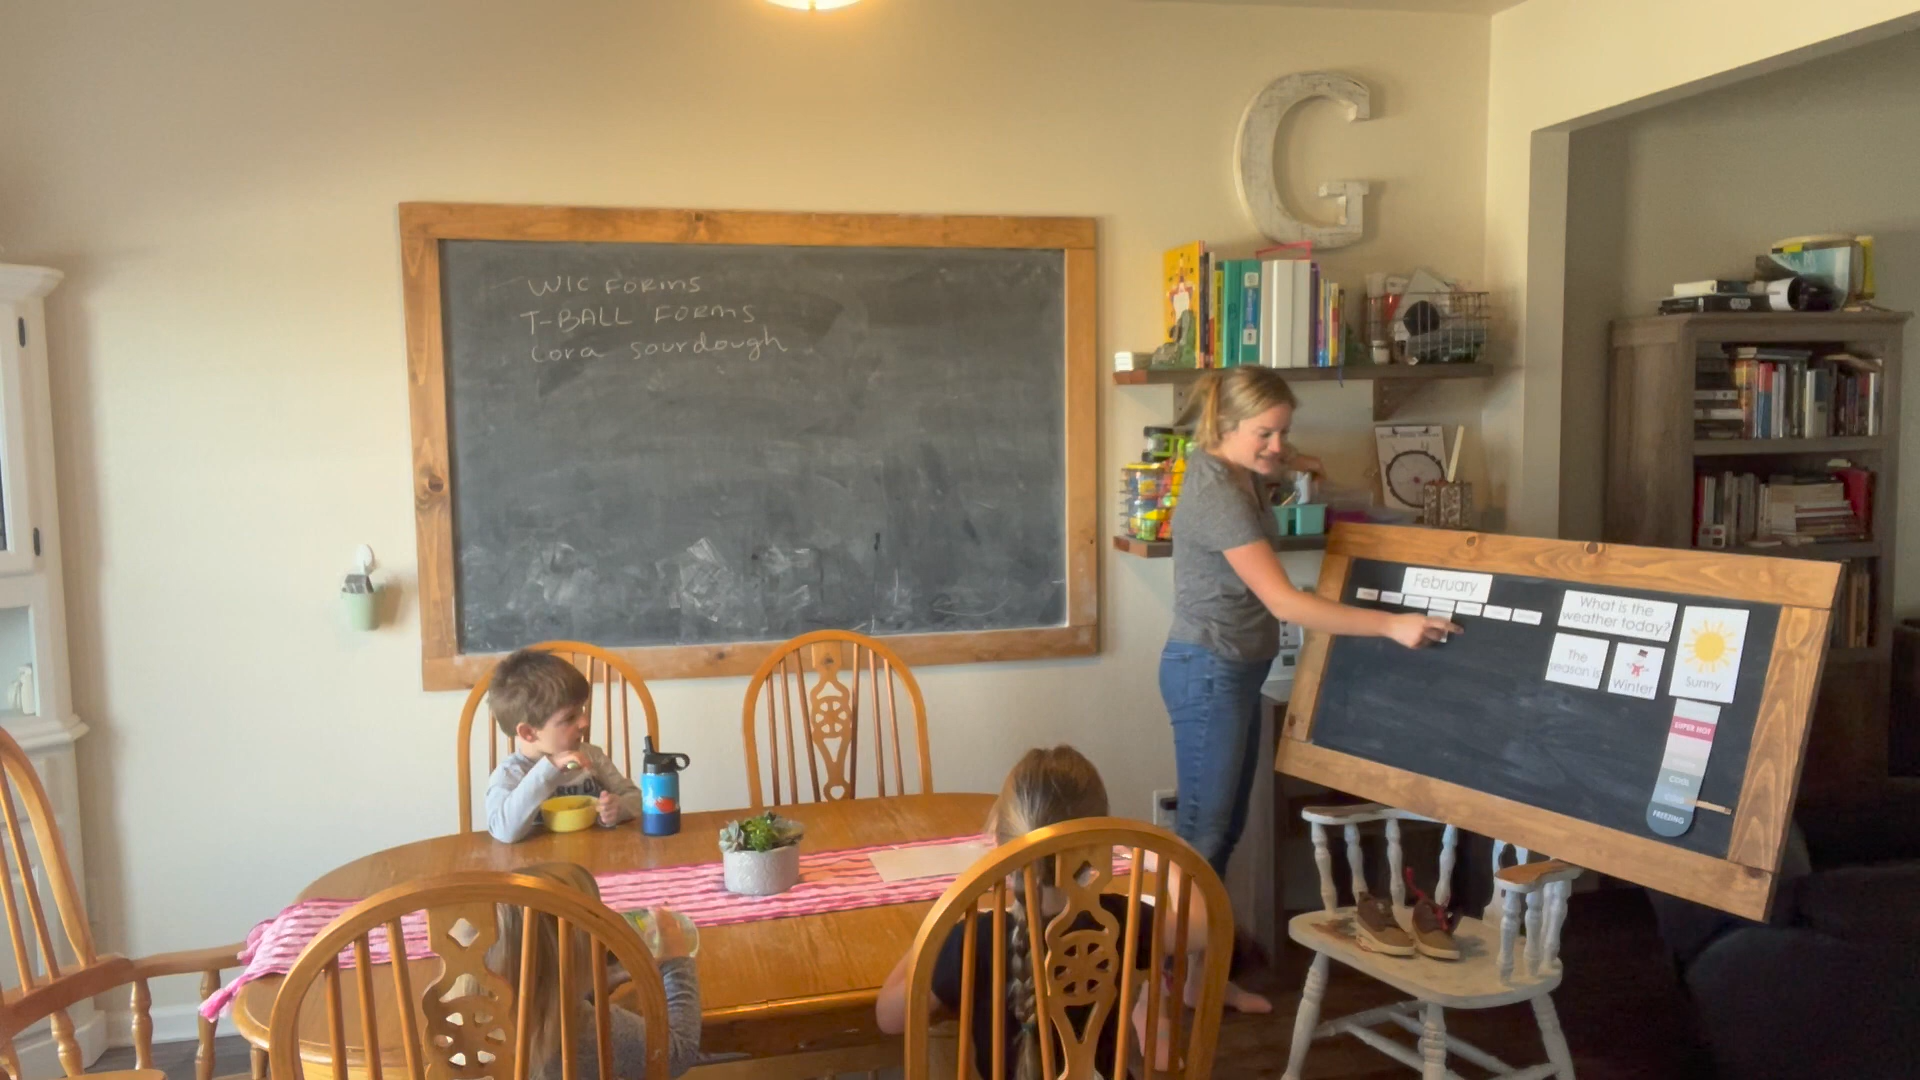 WIC FORMS
T-BALL FORMS
Cora sourdough
G
February
What is the
weather today?
The
season is
Winter
Sunny
SUPER HOT
COOL
FREEZING